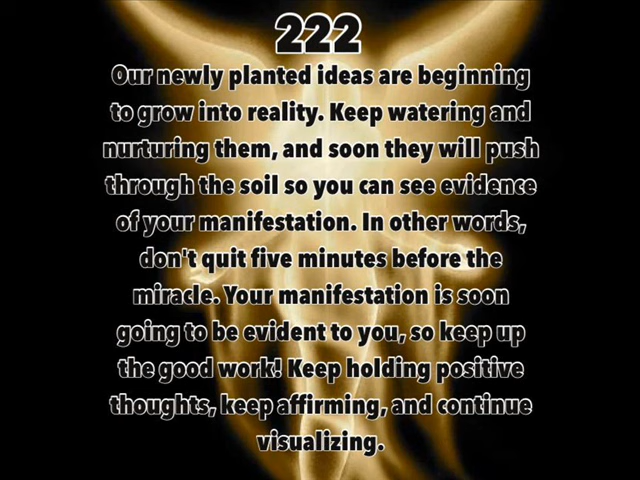 222
Our newly planted ideas are beginning
to grow into reality. Keep watering and
nurturing them, and soon they will push
through the soil so you can see evidence
of your manifestation. In other words,
don't quit five minutes before the
miracle. Your manifestation is soon
going to be evident to you, so keep up
the good work! Keep holding positive
thoughts, keep affirming, and continue
visualizing.